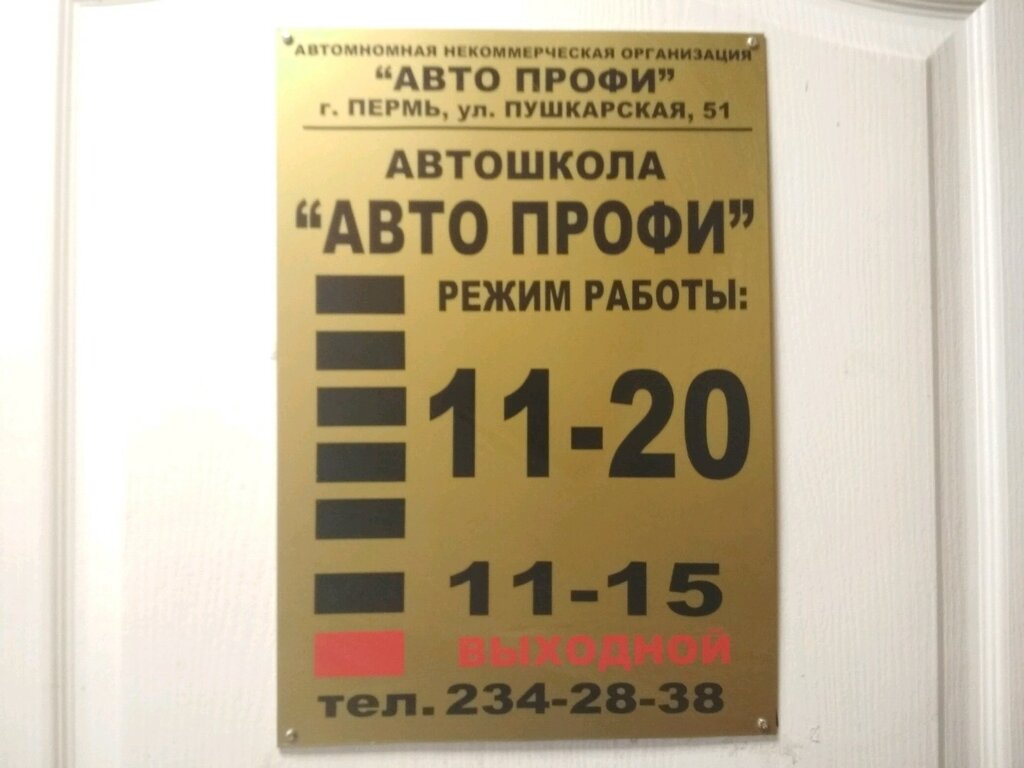 АВТОМНОМНАЯ НЕКОММЕРЧЕСКАЯ ОРГАНИЗАЦИЯ
“АВТО ПРОФИ”
г. ПЕРМЬ, ул. ПУШКАРСКАЯ, 51
АВТОШКОЛА
“АВТО ПРОФИ”
РЕЖИМ РАБОТЫ:
11-20
11-15
ВЫХОДНОЙ
тел. 234-28-38